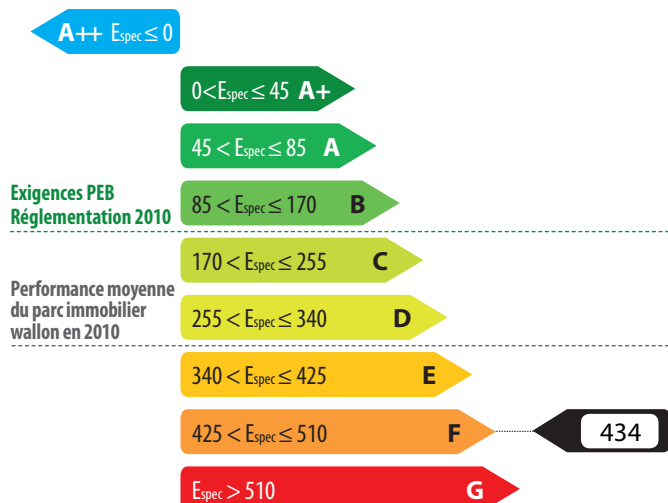 A++ Espec ≤ 0
0 < Espec ≤ 45 A+
45 < Espec ≤ 85 A
Exigences PEB
Réglementation 2010
85 < Espec ≤ 170 B
170 < Espec ≤ 255 C
Performance moyenne
du parc immobilier
wallon en 2010
255 < Espec ≤ 340 D
340 < Espec ≤ 425 E
425 < Espec ≤ 510 F
434
Espec > 510 G